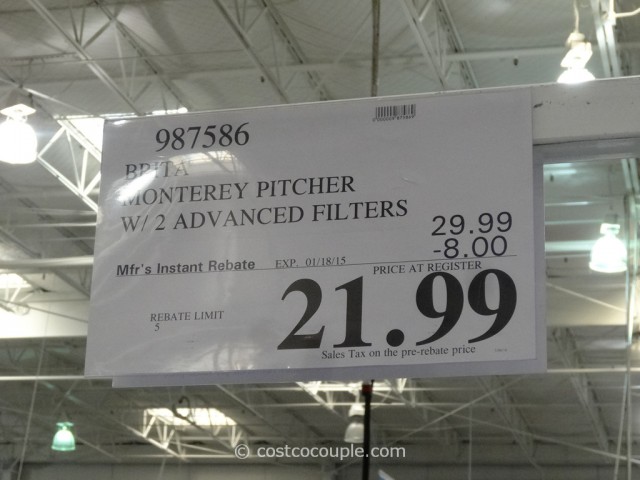 987586
BRITA
MONTEREY PITCHER
W/ 2 ADVANCED FILTERS
29.99
-8.00
Mfr's Instant Rebate EXP. 01/18/15
PRICE AT REGISTER
21.99
REBATE LIMIT
5
Sales Tax on the pre-rebate price
© costcocouple.com